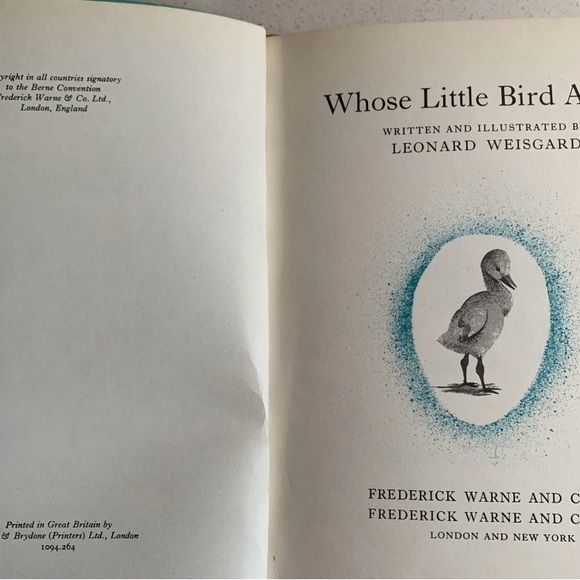 yright in all countries signatory
to the Berne Convention
rederick Warne & Co. Ltd.,
London, England
Printed in Great Britain by
& Brydone (Printers) Ltd., London
1094.264
Whose Little Bird A
WRITTEN AND ILLUSTRATED B
LEONARD WEISGARD
FREDERICK WARNE AND C
FREDERICK WARNE AND C
LONDON AND NEW YORK